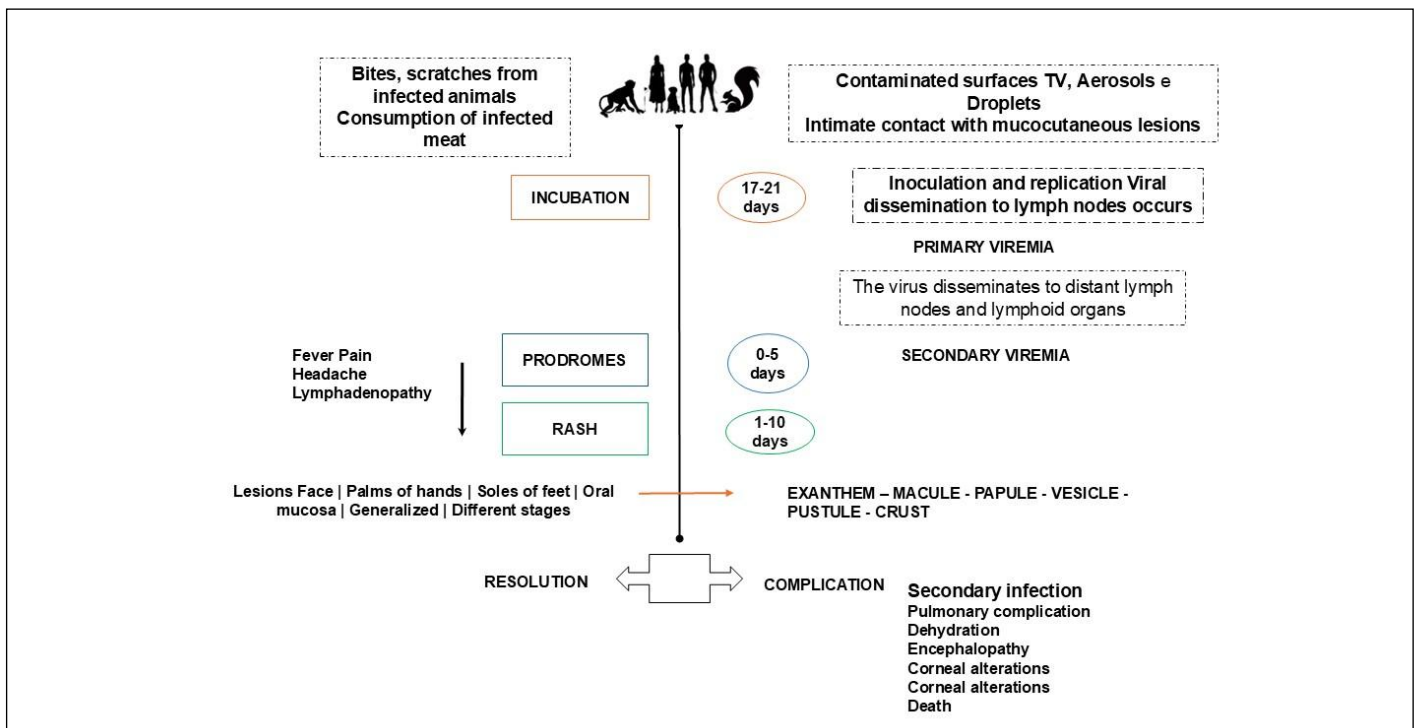 Bites, scratches from
infected animals
Consumption of infected
meat
Contaminated surfaces TV, Aerosols e
Droplets
Intimate contact with mucocutaneous lesions
INCUBATION
17-21
days
Inoculation and replication Viral
dissemination to lymph nodes occurs
PRIMARY VIREMIA
The virus disseminates to distant lymph
nodes and lymphoid organs
Fever Pain
Headache
Lymphadenopathy
PRODROMES
0-5
days
SECONDARY VIREMIA
RASH
1-10
days
Lesions Face | Palms of hands | Soles of feet | Oral
mucosa | Generalized | Different stages
EXANTHEM – MACULE - PAPULE - VESICLE -
PUSTULE - CRUST
RESOLUTION
COMPLICATION
Secondary infection
Pulmonary complication
Dehydration
Encephalopathy
Corneal alterations
Corneal alterations
Death